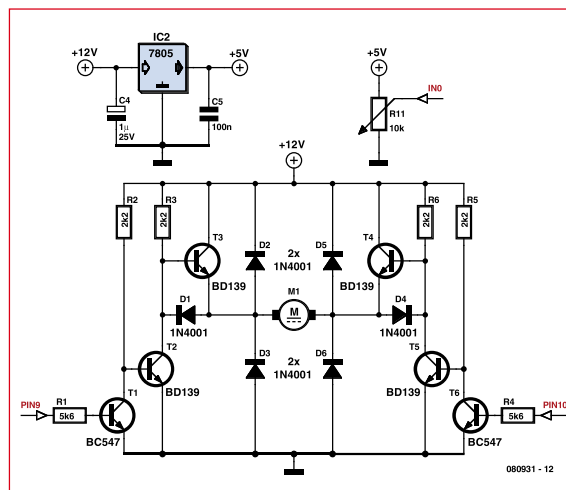 IC2
+12V
7805
+5V
C4
1µ
25V
C5
100n
+5V
IN0
R11
10k
+12V
R2
2k2
R3
2k2
R6
2k2
R5
2k2
T3
BD139
D2
2x
1N4001
D5
T4
BD139
M1
M
D1
1N4001
D4
1N4001
T2
BD139
D3
2x
1N4001
D6
T5
BD139
PIN9
R1
5k6
T1
BC547
T6
BC547
R4
5k6
PIN10
080931 - 12